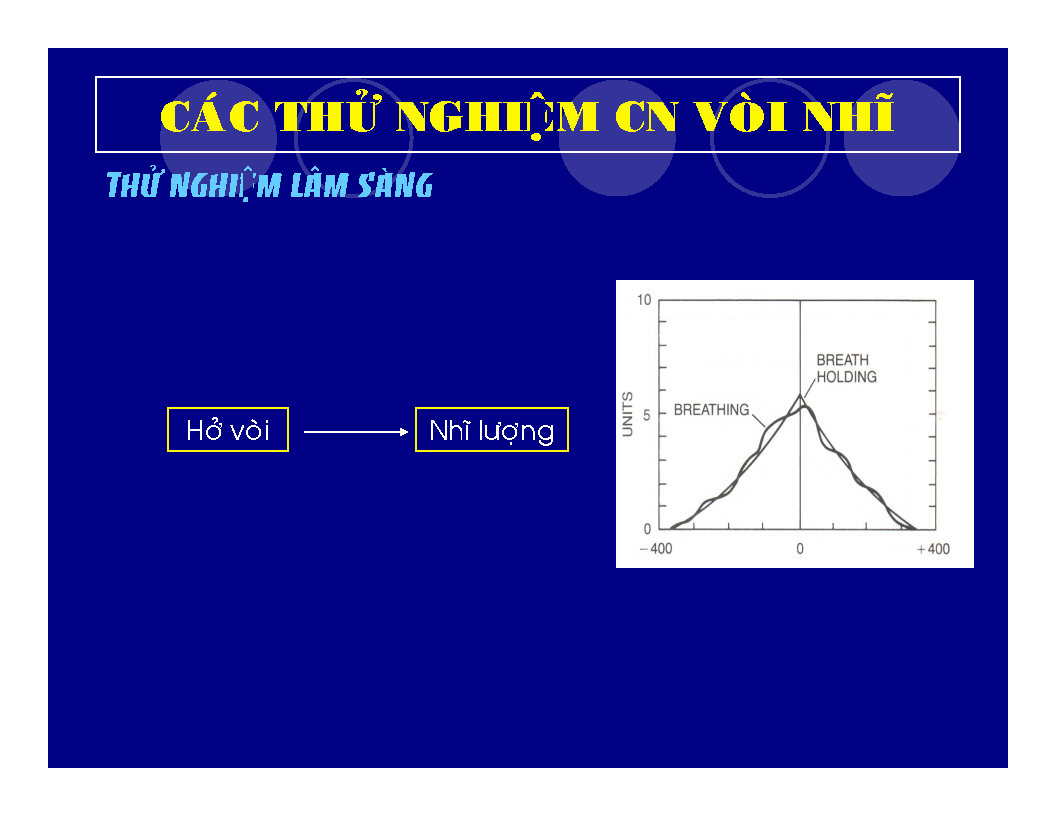 CÁC THỬ NGHIỆM CN VÒI NHĨ
THỬ NGHIỆM LÂM SÀNG
Hở vòi
Nhĩ lượng
10
BREATH
HOLDING
BREATHING
UNITS
5
0
−400
0
+400